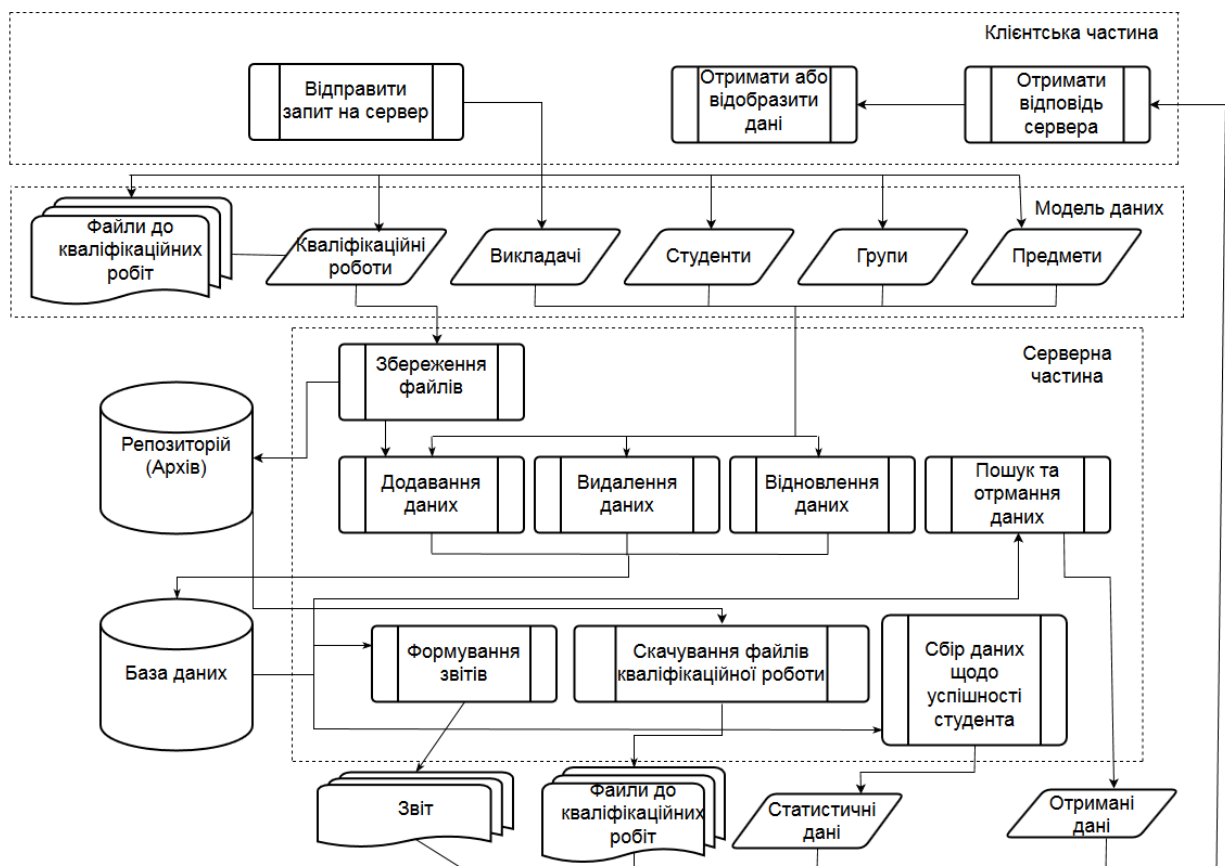 Клієнтська частина
Відправити
запит на сервер
Отримати або
відобразити
дані
Отримати
відповідь
сервера
Модель даних
Файли до
кваліфікаційних
робіт
Кваліфікаційні
роботи
Викладачі
Студенти
Групи
Предмети
Серверна
частина
Збереження
файлів
Репозиторій
(Архів)
Додавання
даних
Видалення
даних
Відновлення
даних
Пошук та
отрмання
даних
База даних
Формування
звітів
Скачування файлів
кваліфікаційної роботи
Сбір даних
щодо
успішності
студента
Звіт
Файли до
кваліфікаційних
робіт
Статистичні
дані
Отримані
дані